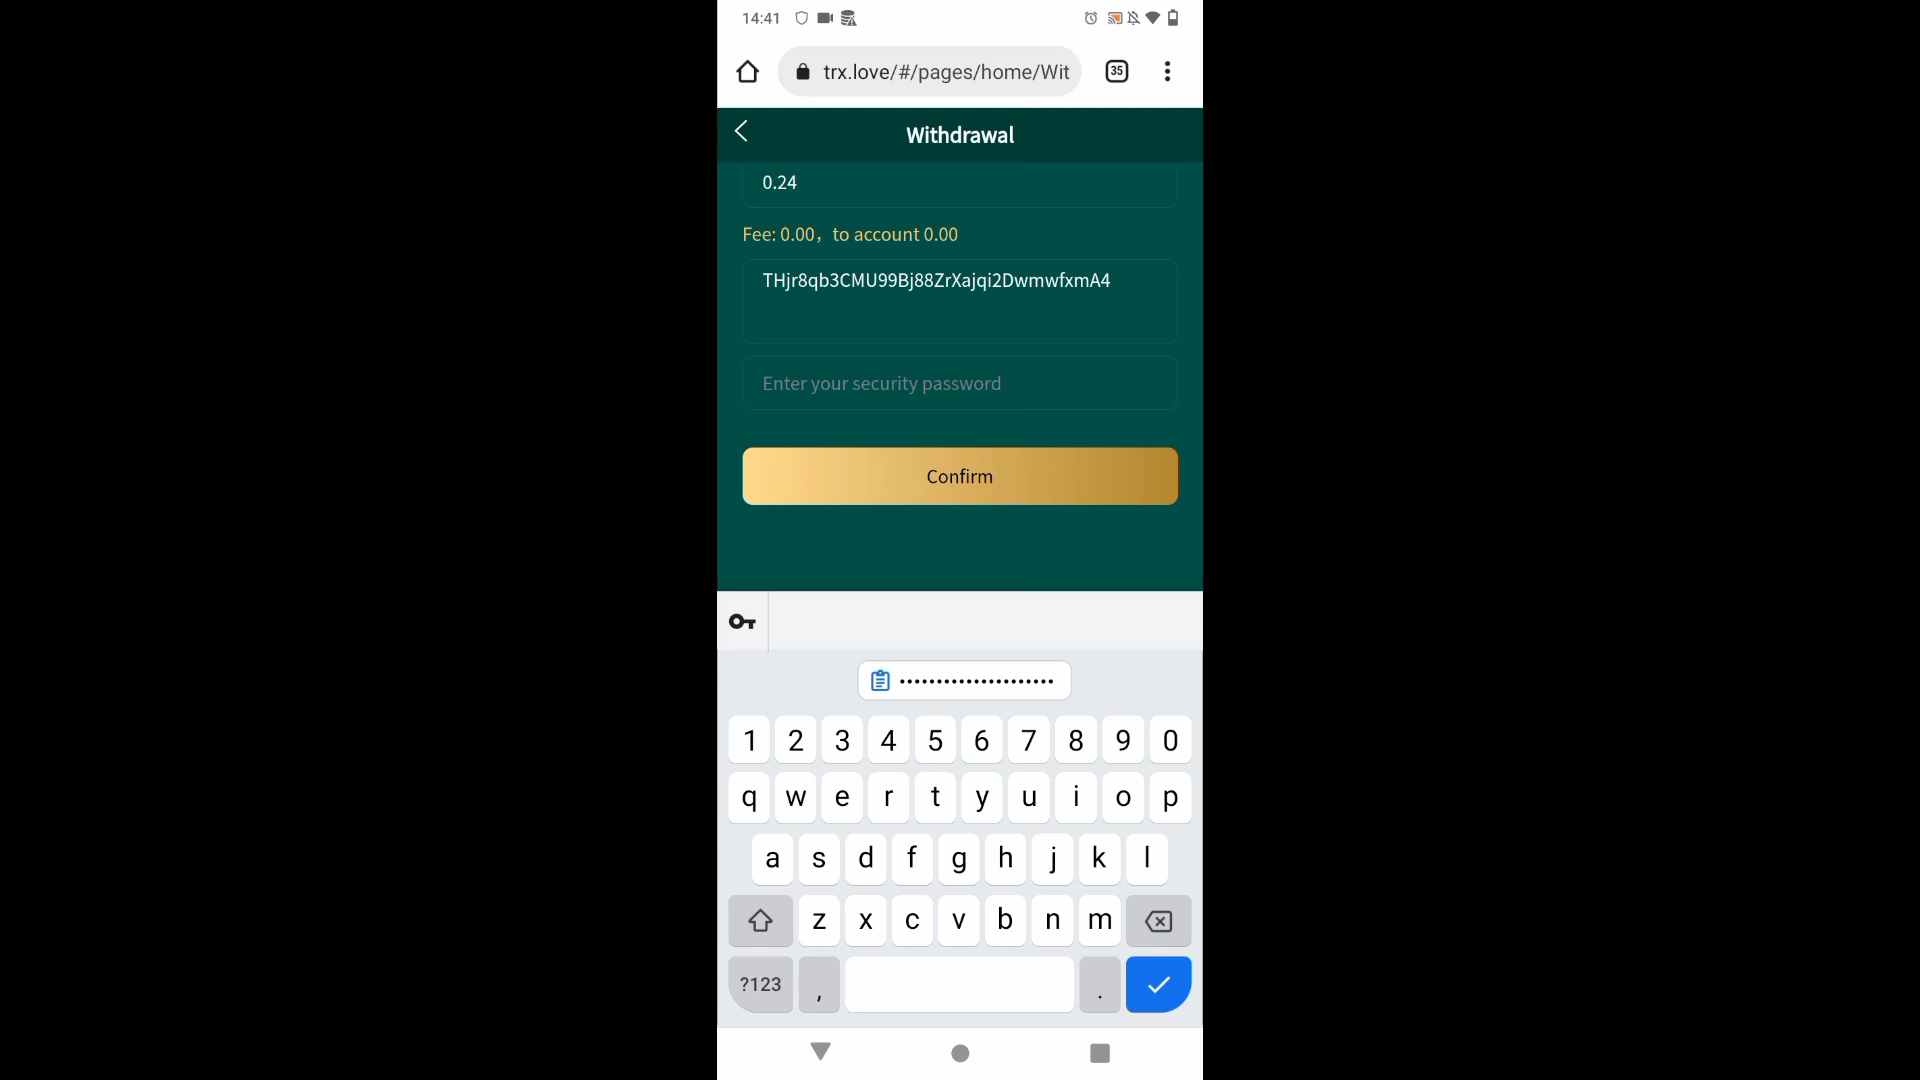 14:41
trx.love/#/pages/home/Wit
35
Withdrawal
0.24
Fee: 0.00， to account 0.00
THjr8qb3CMU99Bj88ZrXajqi2DwmwfxmA4
Enter your security password
Confirm
•••••••••••••••••••••
1 2 3 4 5 6 7 8 9 0
q w e r t y u i o p
a s d f g h j k l
z x c v b n m
?123 , .